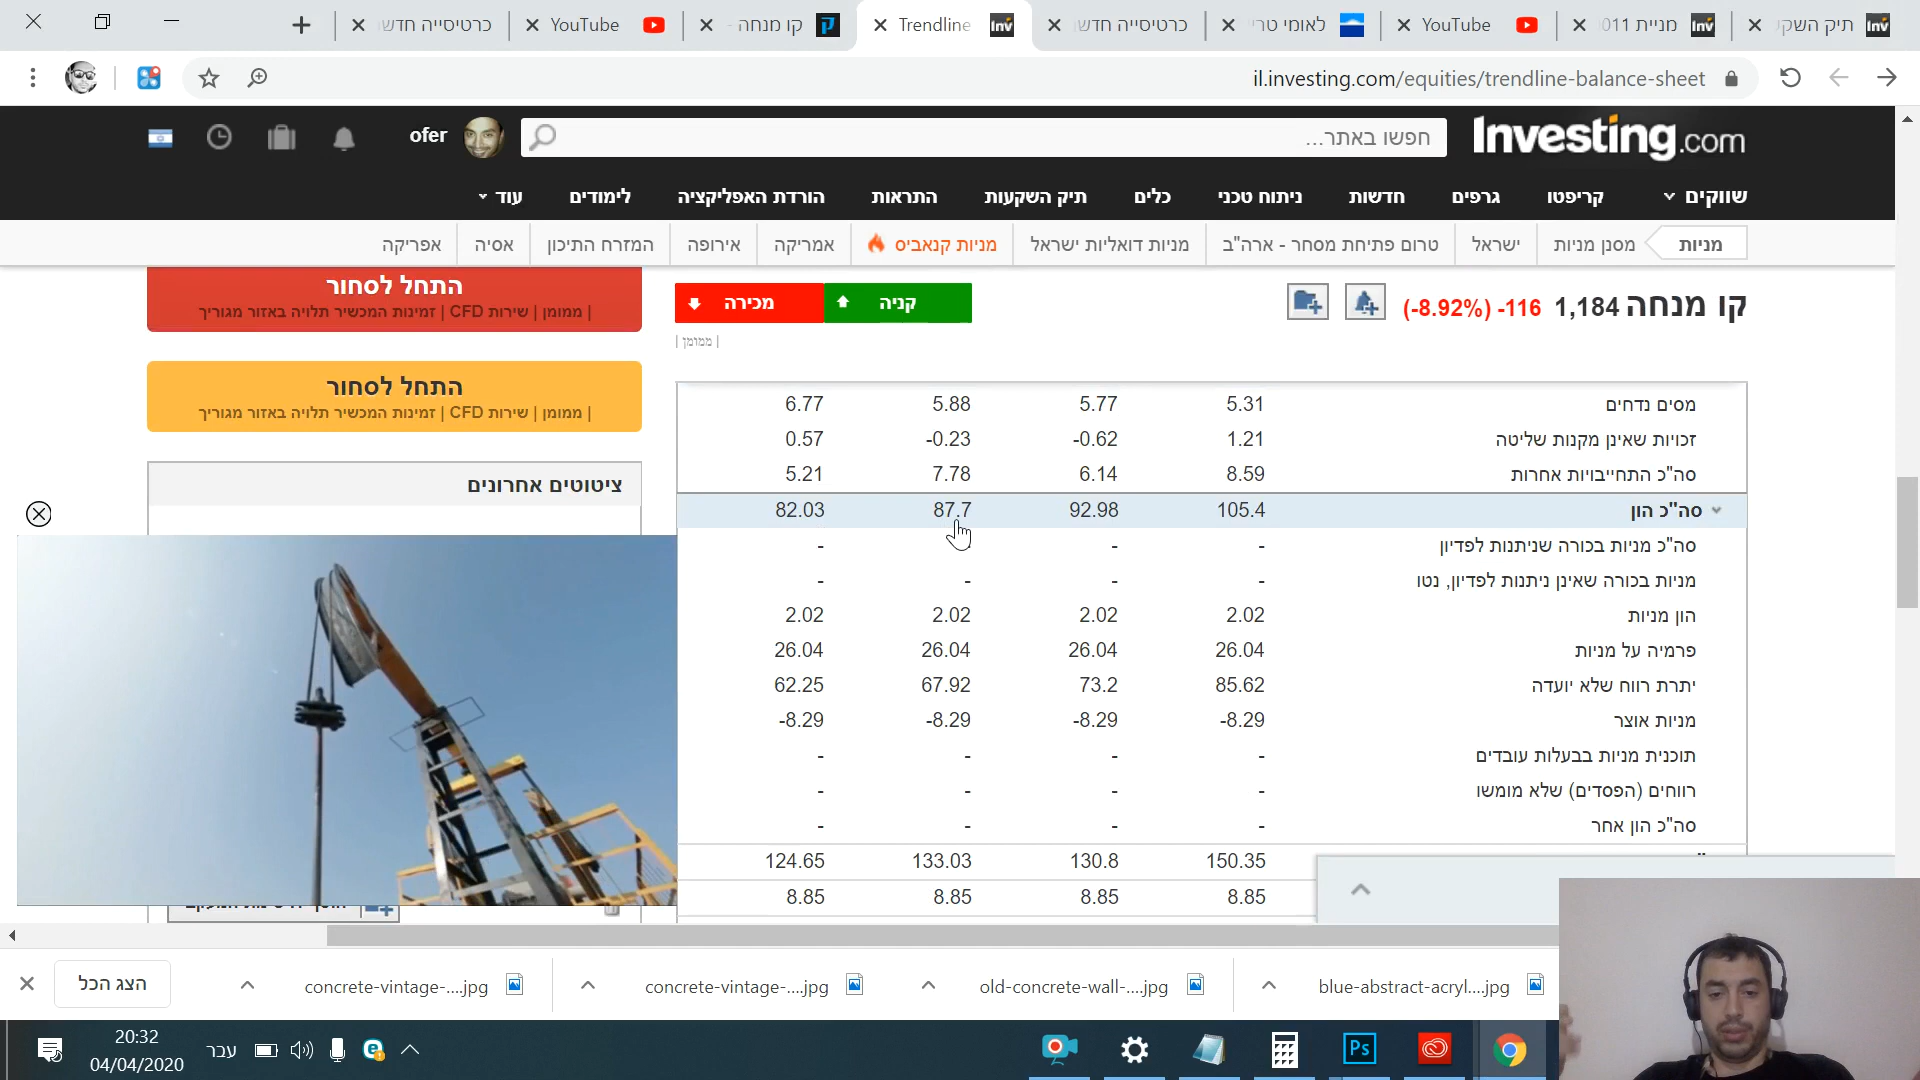 תיק השקע
מניית 011
YouTube
לאומי טרי
כרטיסייה חדש
Trendline
קו מנחה -
YouTube
כרטיסייה חדש
il.investing.com/equities/trendline-balance-sheet
Investing.com
חפשו באתר...
ofer
שווקים קריפטו גרפים חדשות ניתוח טכני כלים תיק השקעות התראות הורדת האפליקציה לימודים עוד
מניות מסנן מניות ישראל טרום פתיחת מסחר - ארה"ב מניות דואליות ישראל מניות קנאביס אמריקה אירופה המזרח התיכון אסיה אפריקה
קו מנחה 1,184 -116 (-8.92%)
קניה
מכירה
| ממומן |
התחל לסחור
| ממומן | שירות CFD | זמינות המכשיר תלויה באזור מגוריך
התחל לסחור
| ממומן | שירות CFD | זמינות המכשיר תלויה באזור מגוריך
ציטוטים אחרונים
מסים נדחים 5.31 5.77 5.88 6.77
זכויות שאינן מקנות שליטה 1.21 -0.62 -0.23 0.57
סה"כ התחייבויות אחרות 8.59 6.14 7.78 5.21
סה"כ הון 105.4 92.98 87.7 82.03
סה"כ מניות בכורה שניתנות לפדיון - - - -
מניות בכורה שאינן ניתנות לפדיון, נטו - - - -
הון מניות 2.02 2.02 2.02 2.02
פרמיה על מניות 26.04 26.04 26.04 26.04
יתרת רווח שלא יועדה 85.62 73.2 67.92 62.25
מניות אוצר -8.29 -8.29 -8.29 -8.29
תוכנית מניות בבעלות עובדים - - - -
רווחים (הפסדים) שלא מומשו - - - -
סה"כ הון אחר - - - -
150.35 130.8 133.03 124.65
8.85 8.85 8.85 8.85
blue-abstract-acryl....jpg
old-concrete-wall-....jpg
concrete-vintage-....jpg
concrete-vintage-....jpg
הצג הכל
Ps
עבר
20:32
04/04/2020